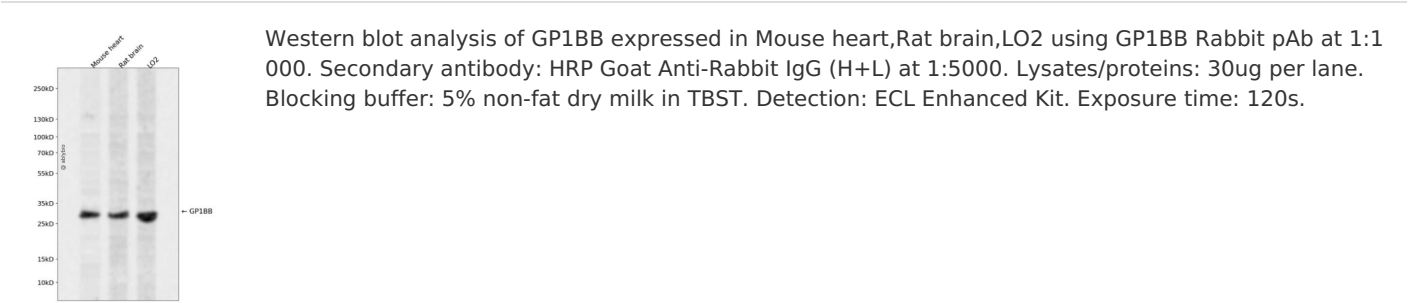 Mouse heart
Rat brain
LO2
Western blot analysis of GP1BB expressed in Mouse heart,Rat brain,LO2 using GP1BB Rabbit pAb at 1:1
000. Secondary antibody: HRP Goat Anti-Rabbit IgG (H+L) at 1:5000. Lysates/proteins: 30ug per lane.
Blocking buffer: 5% non-fat dry milk in TBST. Detection: ECL Enhanced Kit. Exposure time: 120s.
250kD
130kD
100kD
70kD
55kD
35kD
← GP1BB
25kD
15kD
10kD